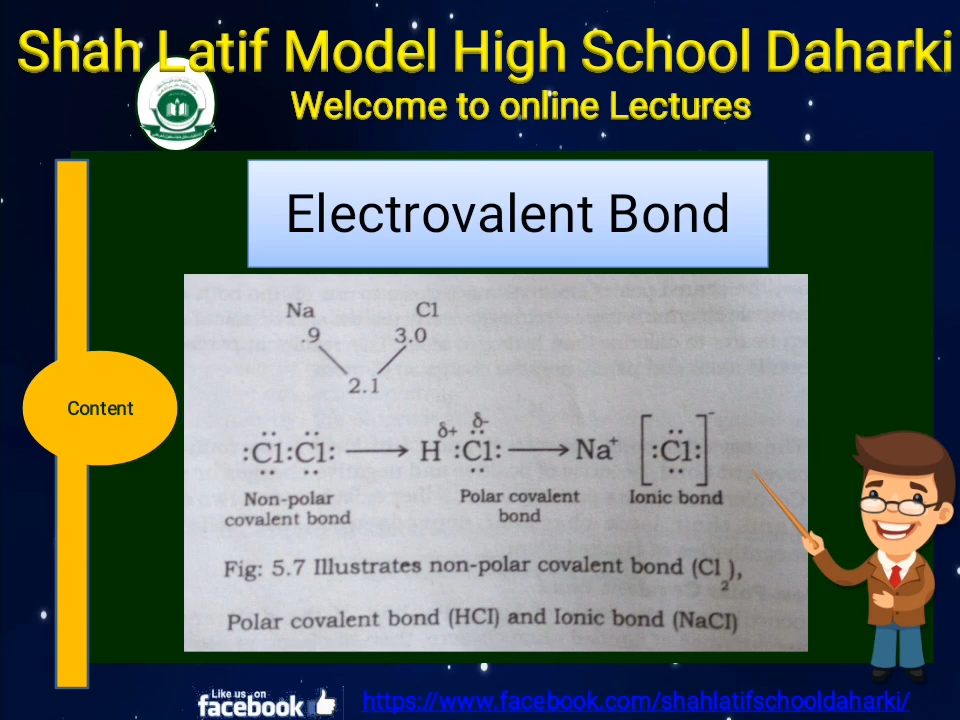 Shah Latif Model High School Daharki
Welcome to online Lectures
Electrovalent Bond
Content
Na Cl
.9 3.0
2.1
:Cl:Cl: → H δ+ :Cl: δ- → Na+ [:Cl:]-
Non-polar covalent bond
Polar covalent bond
Ionic bond
Fig: 5.7 Illustrates non-polar covalent bond (Cl2),
Polar covalent bond (HCl) and Ionic bond (NaCl)
Like us on
facebook
https://www.facebook.com/shahlatifschooldaharki/